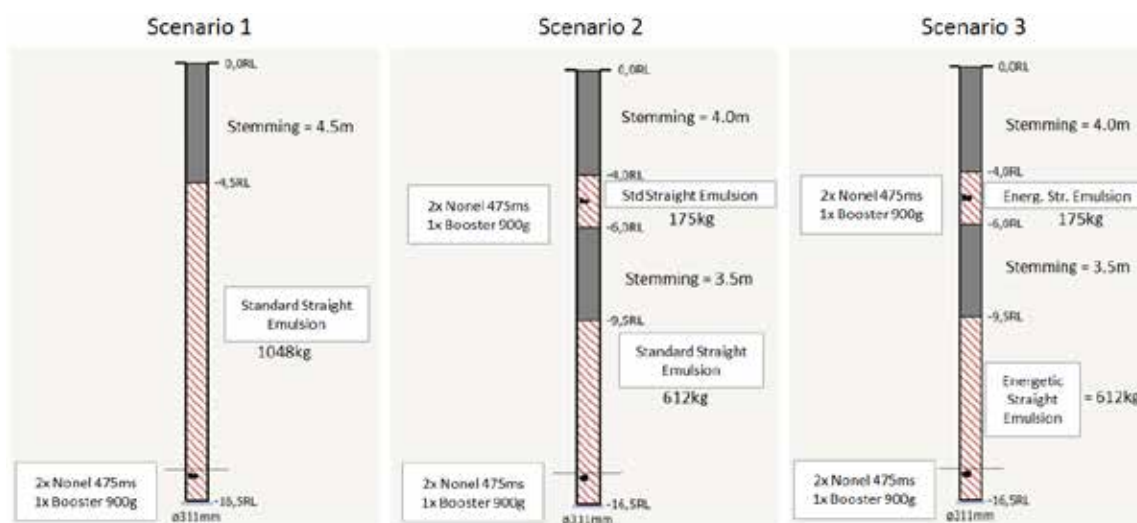 Scenario 1
0,0RL
Stemming = 4.5m
-4,5RL
Standard Straight
Emulsion
1048kg
2x Nonel 475ms
1x Booster 900g
-16,5RL
ø311mm
Scenario 2
0,0RL
Stemming = 4.0m
-4,0RL
2x Nonel 475ms
1x Booster 900g
Std Straight Emulsion
175kg
-6,0RL
Stemming = 3.5m
-9,5RL
Standard Straight
Emulsion
612kg
2x Nonel 475ms
1x Booster 900g
-16,5RL
ø311mm
Scenario 3
0,0RL
Stemming = 4.0m
-4,0RL
2x Nonel 475ms
1x Booster 900g
Energ. Str. Emulsion
175kg
-6,0RL
Stemming = 3.5m
-9,5RL
Energetic
Straight
Emulsion
= 612kg
2x Nonel 475ms
1x Booster 900g
-16,5RL
ø311mm